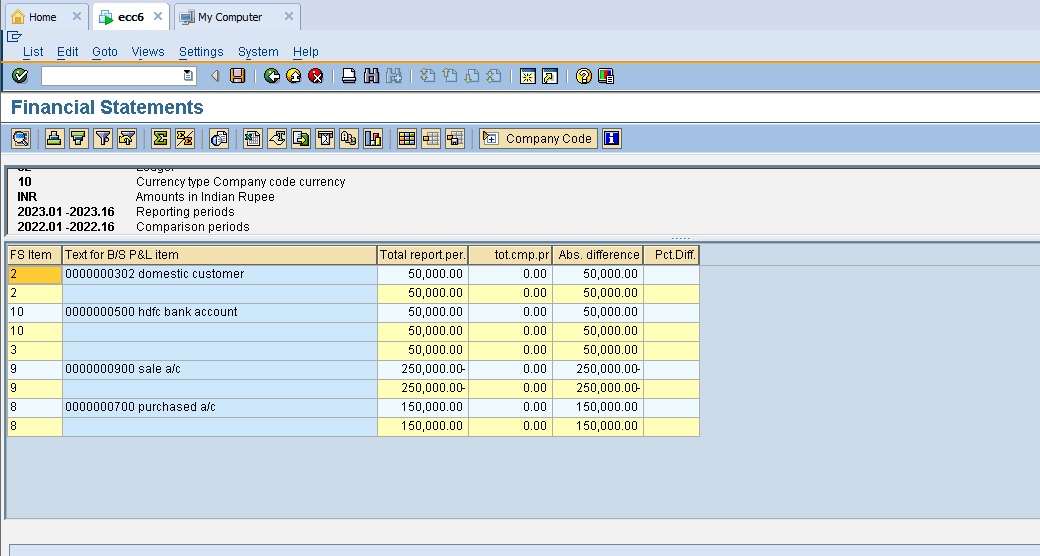 Home
ecc6
My Computer
List Edit Goto Views Settings System Help
Financial Statements
Company Code
10 Currency type Company code currency
INR Amounts in Indian Rupee
2023.01 -2023.16 Reporting periods
2022.01 -2022.16 Comparison periods
FS Item Text for B/S P&L item Total report.per. tot.cmp.pr Abs. difference Pct.Diff.
2 0000000302 domestic customer 50,000.00 0.00 50,000.00
2 50,000.00 0.00 50,000.00
10 0000000500 hdfc bank account 50,000.00 0.00 50,000.00
10 50,000.00 0.00 50,000.00
3 50,000.00 0.00 50,000.00
9 0000000900 sale a/c 250,000.00- 0.00 250,000.00-
9 250,000.00- 0.00 250,000.00-
8 0000000700 purchased a/c 150,000.00 0.00 150,000.00
8 150,000.00 0.00 150,000.00